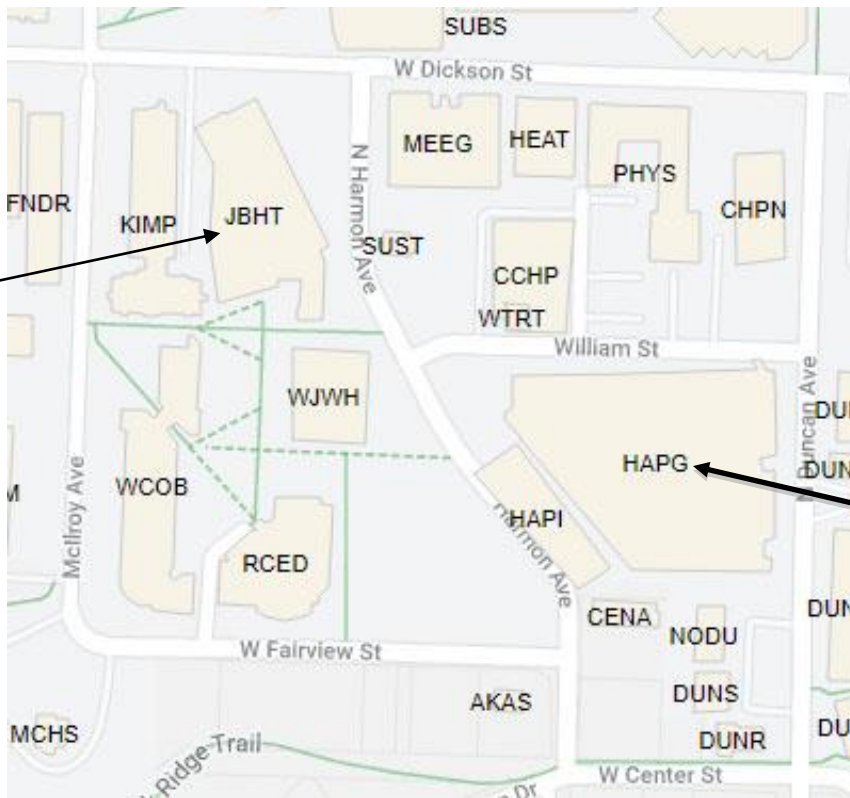 SUBS
W Dickson St
MEEG
HEAT
PHYS
FNDR
KIMP
JBHT
CHPN
N Harmon Ave
SUST
CCHP
WTRT
William St
WJWH
N Duncan Ave
HAPG
WCOB
McIlroy Ave
HAPI
Harmon Ave
RCED
CENA
NODU
W Fairview St
DUNS
AKAS
MCHS
DUNR
Ridge Trail
W Center St
Dr